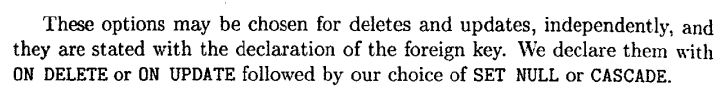 These options may be chosen for deletes and updates, independently, and
they are stated with the declaration of the foreign key. We declare them with
ON DELETE or ON UPDATE followed by our choice of SET NULL or CASCADE.